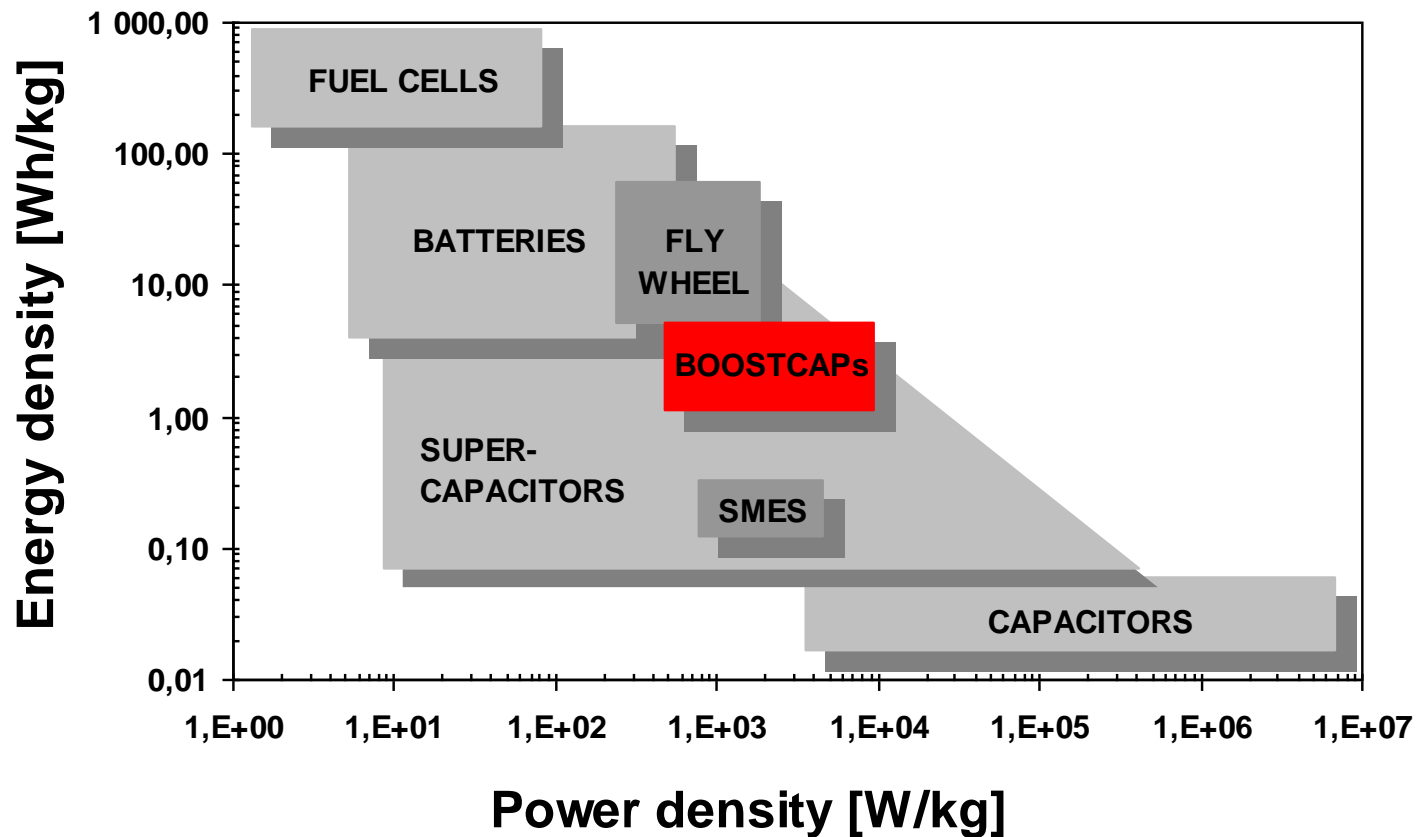 Energy density [Wh/kg]
1 000,00
100,00
10,00
1,00
0,10
0,01
FUEL CELLS
BATTERIES
FLY
WHEEL
BOOSTCAPs
SUPER-
CAPACITORS
SMES
CAPACITORS
1,E+00 1,E+01 1,E+02 1,E+03 1,E+04 1,E+05 1,E+06 1,E+07
Power density [W/kg]